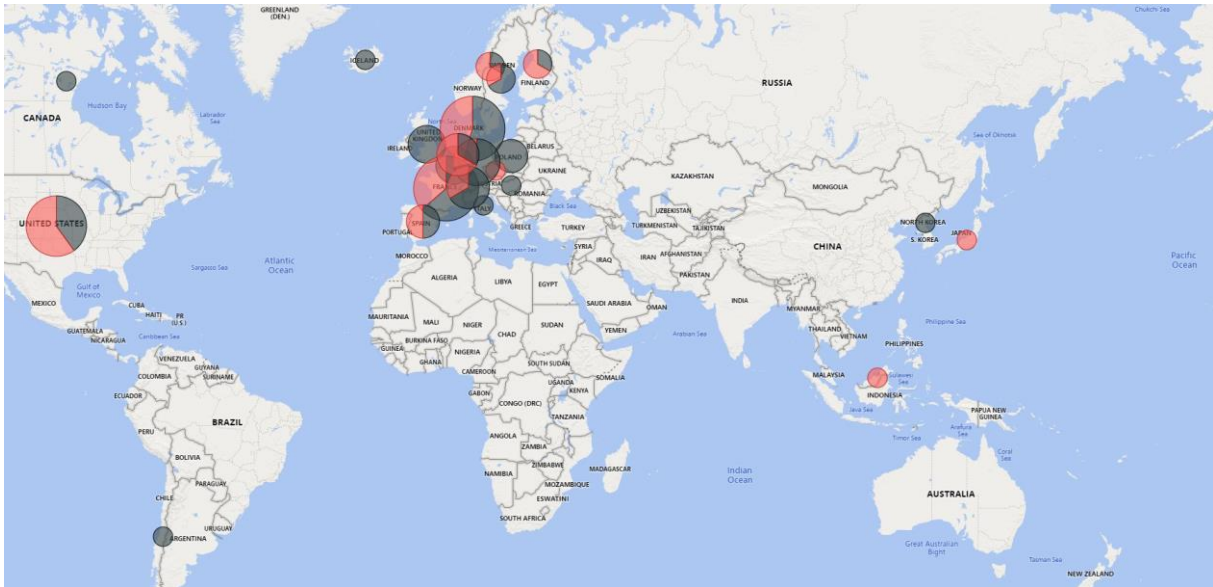 GREENLAND
(DEN.)
Chukchi Sea
ICELAND
NORWAY
FINLAND
RUSSIA
Hudson Bay
CANADA
Labrador
Sea
DENMARK
UNITED
KINGDOM
IRELAND
POLAND
BELARUS
UKRAINE
Sea of Okhotsk
FRANCE
ROMANIA
KAZAKHSTAN
MONGOLIA
ITALY
Black Sea
UNITED STATES
PORTUGAL
SPAIN
GREECE
TURKEY
UZBEKISTAN
TURKMENISTAN
TAJIKISTAN
NORTH KOREA
S. KOREA
JAPAN
CHINA
Sargasso Sea
Atlantic
Ocean
Mediterranean Sea
MOROCCO
SYRIA
IRAQ
IRAN
AFGHANISTAN
PAKISTAN
Pacific
Ocean
Gulf of
Mexico
MEXICO
CUBA
HAITI
PR
(U.S.)
ALGERIA
LIBYA
EGYPT
SAUDI ARABIA
OMAN
INDIA
MYANMAR
GUATEMALA
NICARAGUA
Caribbean Sea
MAURITANIA
MALI
NIGER
CHAD
SUDAN
YEMEN
Arabian Sea
THAILAND
VIETNAM
Philippine Sea
PHILIPPINES
VENEZUELA
GUYANA
SURINAME
COLOMBIA
BURKINA FASO
GUINEA
GHANA
NIGERIA
CAMEROON
SOUTH SUDAN
SOMALIA
MALAYSIA
ECUADOR
GABON
CONGO (DRC)
UGANDA
KENYA
INDONESIA
Java Sea
PAPUA NEW
GUINEA
BRAZIL
PERU
TANZANIA
ANGOLA
ZAMBIA
Timor Sea
Arafura
Sea
Coral
Sea
BOLIVIA
ZIMBABWE
MADAGASCAR
NAMIBIA
MOZAMBIQUE
ESWATINI
Indian
Ocean
PARAGUAY
CHILE
AUSTRALIA
SOUTH AFRICA
URUGUAY
ARGENTINA
Great Australian
Bight
Tasman Sea
NEW ZEALAND